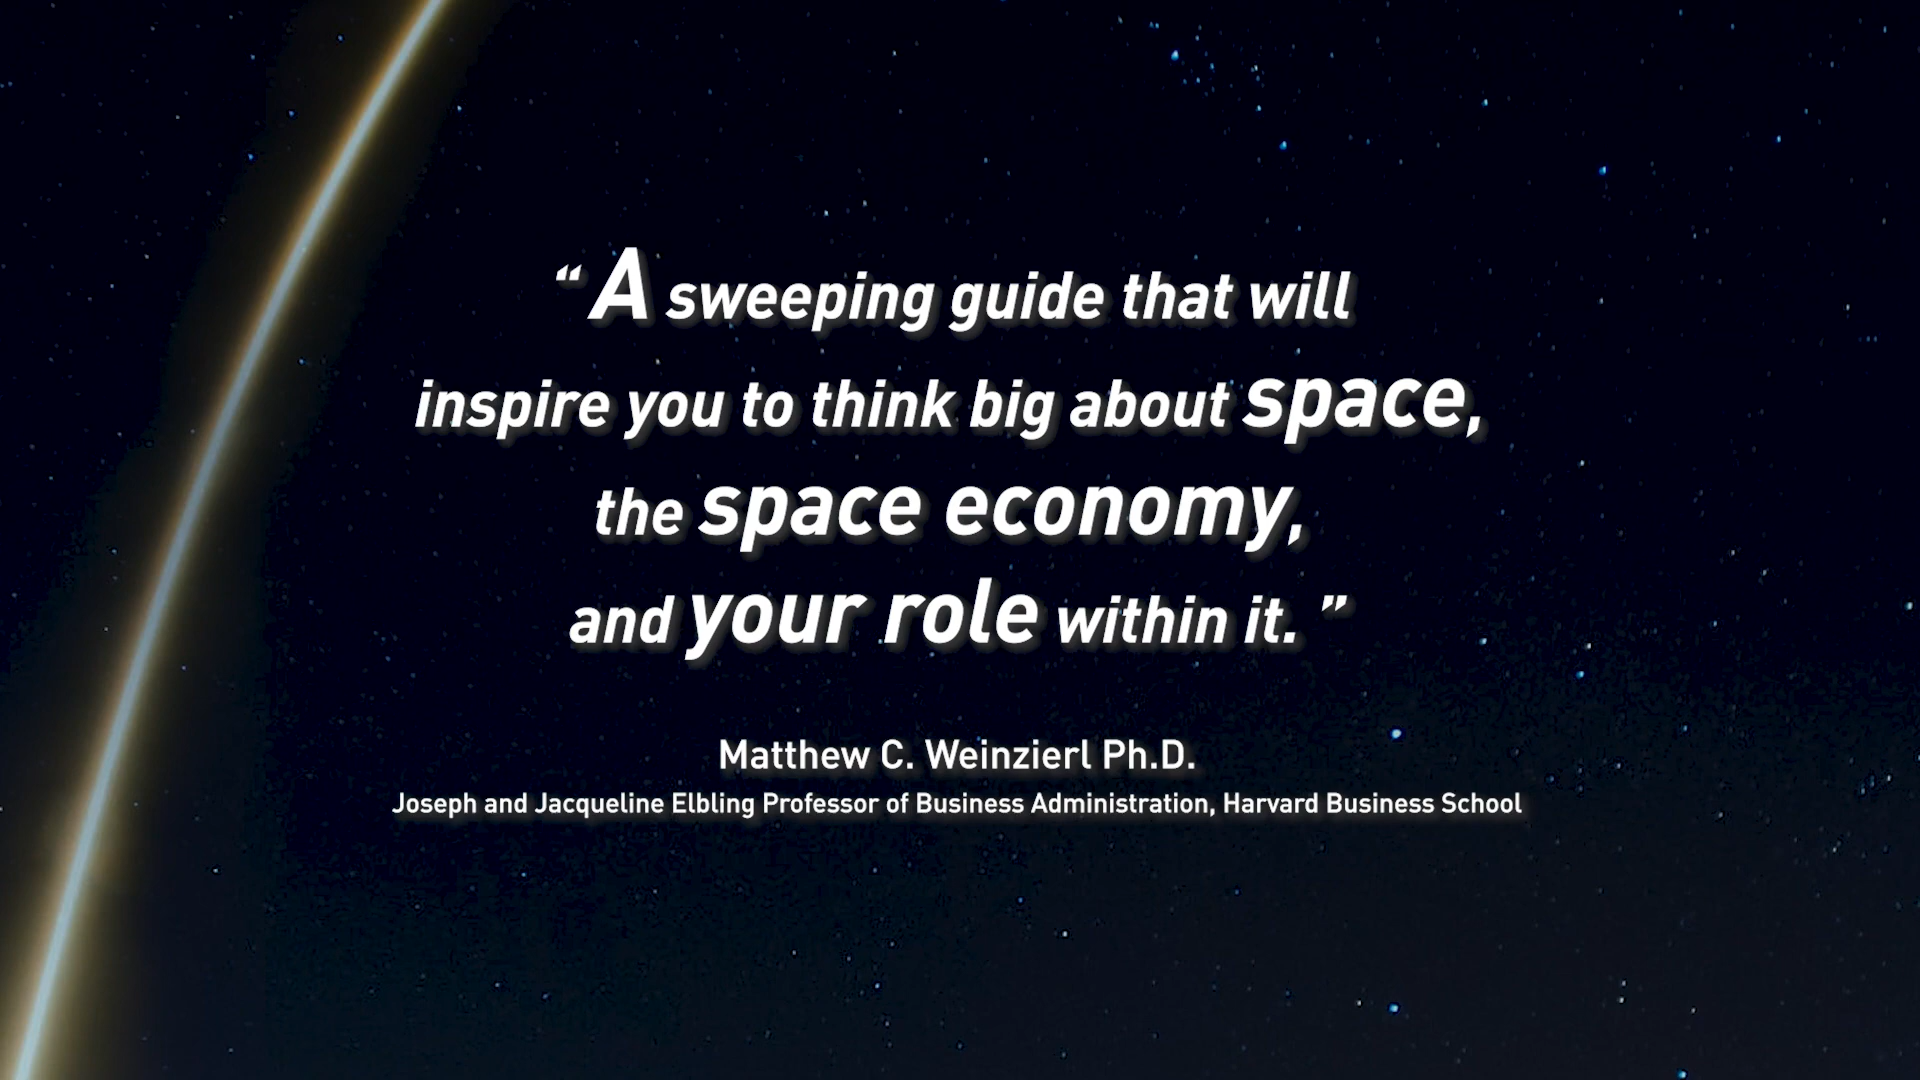 “ A sweeping guide that will
inspire you to think big about space,
the space economy,
and your role within it. ”
Matthew C. Weinzierl Ph.D.
Joseph and Jacqueline Elbling Professor of Business Administration, Harvard Business School